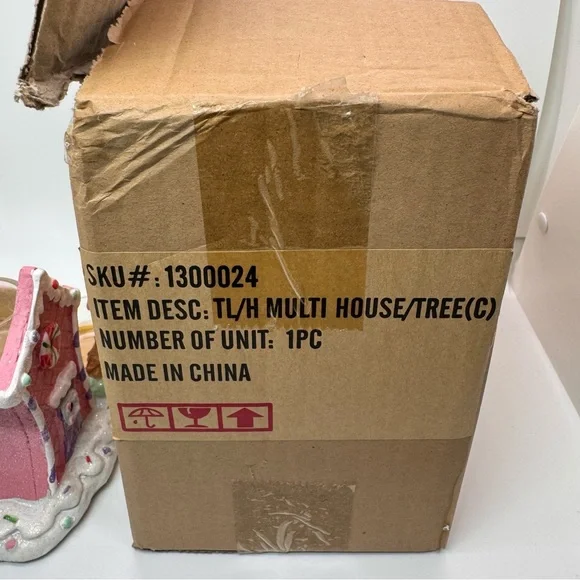 SKU#: 1300024
ITEM DESC: TL/H MULTI HOUSE/TREE(C)
NUMBER OF UNIT: 1PC
MADE IN CHINA